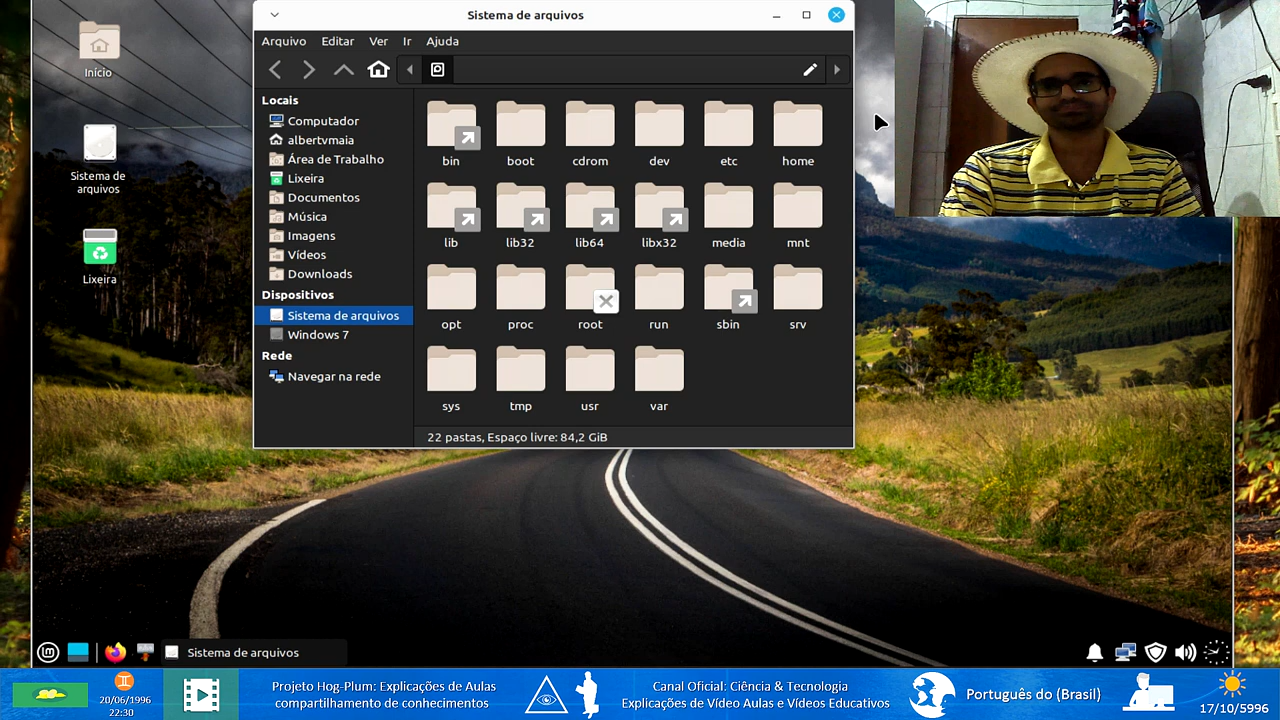 Início
Sistema de
arquivos
Lixeira
Sistema de arquivos
Arquivo Editar Ver Ir Ajuda
Locais
Computador
albertvmaia
Área de Trabalho
Lixeira
Documentos
Música
Imagens
Vídeos
Downloads
Dispositivos
Sistema de arquivos
Windows 7
Rede
Navegar na rede
bin boot cdrom dev etc home
lib lib32 lib64 libx32 media mnt
opt proc root run sbin srv
sys tmp usr var
22 pastas, Espaço livre: 84,2 GiB
Sistema de arquivos
20/06/1996
22:30
Projeto Hog-Plum: Explicações de Aulas
compartilhamento de conhecimentos
Canal Oficial: Ciência & Tecnologia
Explicações de Vídeo Aulas e Vídeos Educativos
Português do (Brasil)
17/10/5996